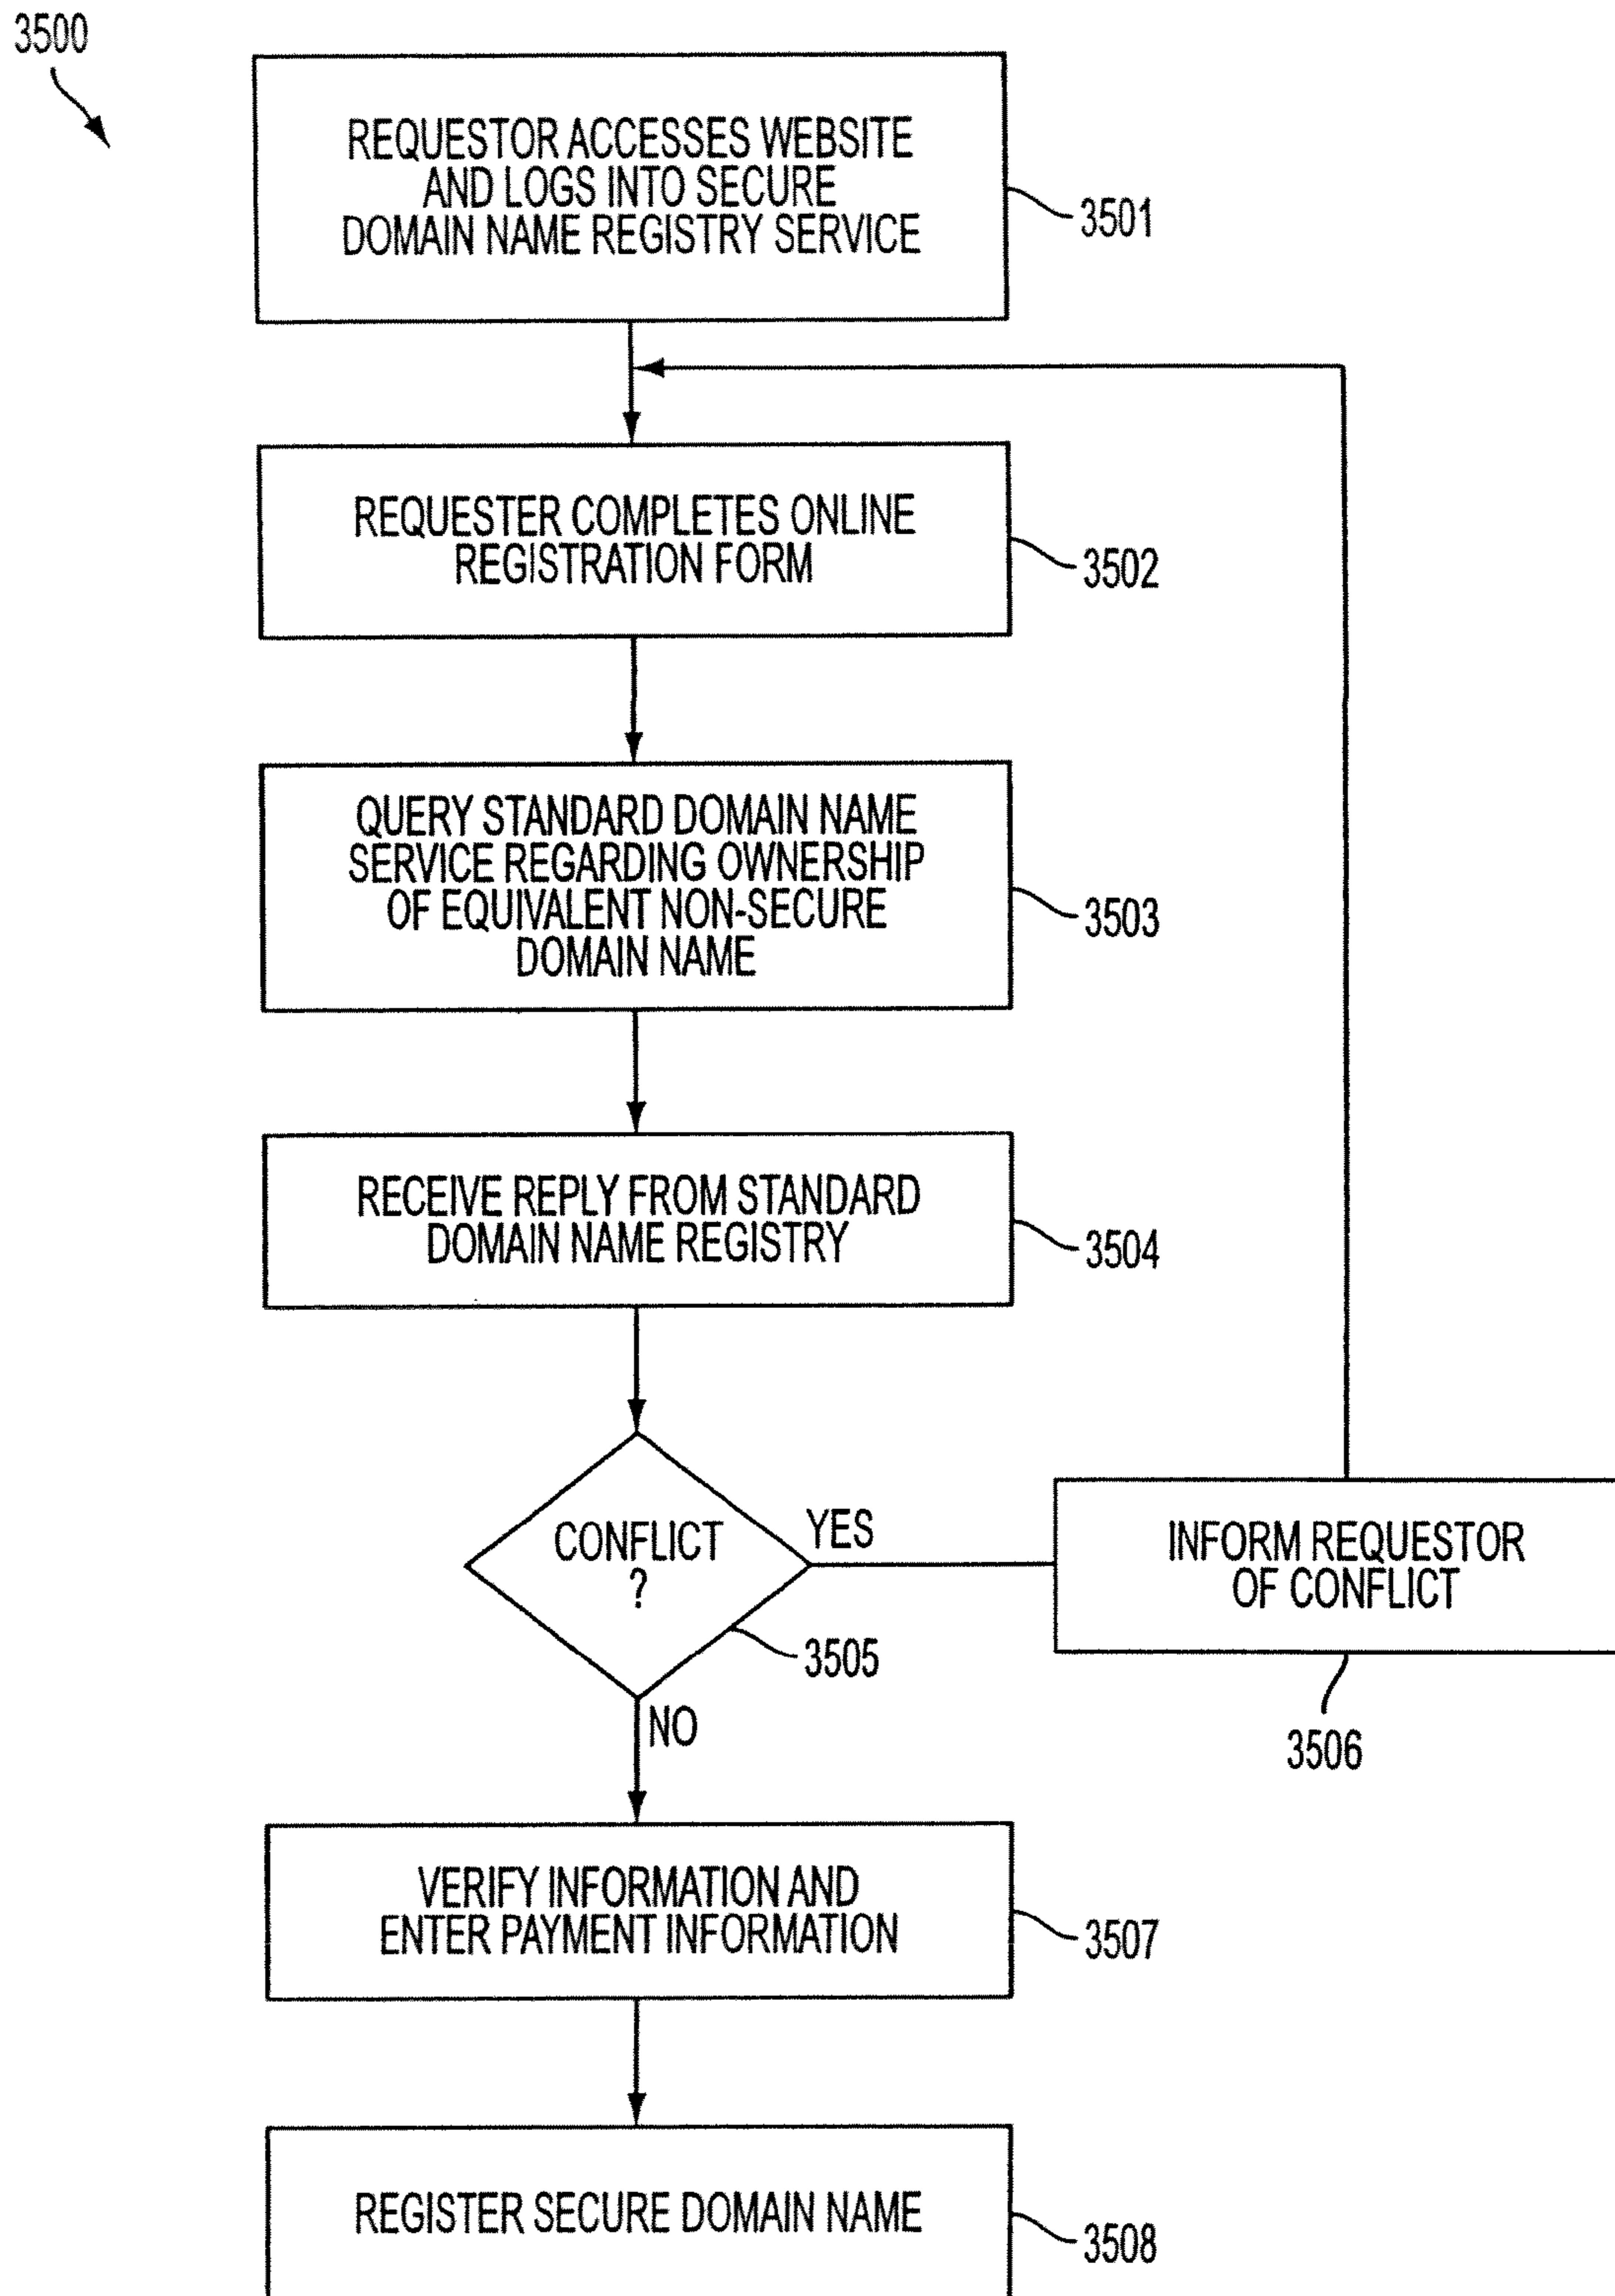 3500
REQUESTOR ACCESSES WEBSITE
AND LOGS INTO SECURE
DOMAIN NAME REGISTRY SERVICE
3501
REQUESTER COMPLETES ONLINE
REGISTRATION FORM
3502
QUERY STANDARD DOMAIN NAME
SERVICE REGARDING OWNERSHIP
OF EQUIVALENT NON-SECURE
DOMAIN NAME
3503
RECEIVE REPLY FROM STANDARD
DOMAIN NAME REGISTRY
3504
CONFLICT
?
YES
3505
INFORM REQUESTOR
OF CONFLICT
3506
NO
VERIFY INFORMATION AND
ENTER PAYMENT INFORMATION
3507
REGISTER SECURE DOMAIN NAME
3508